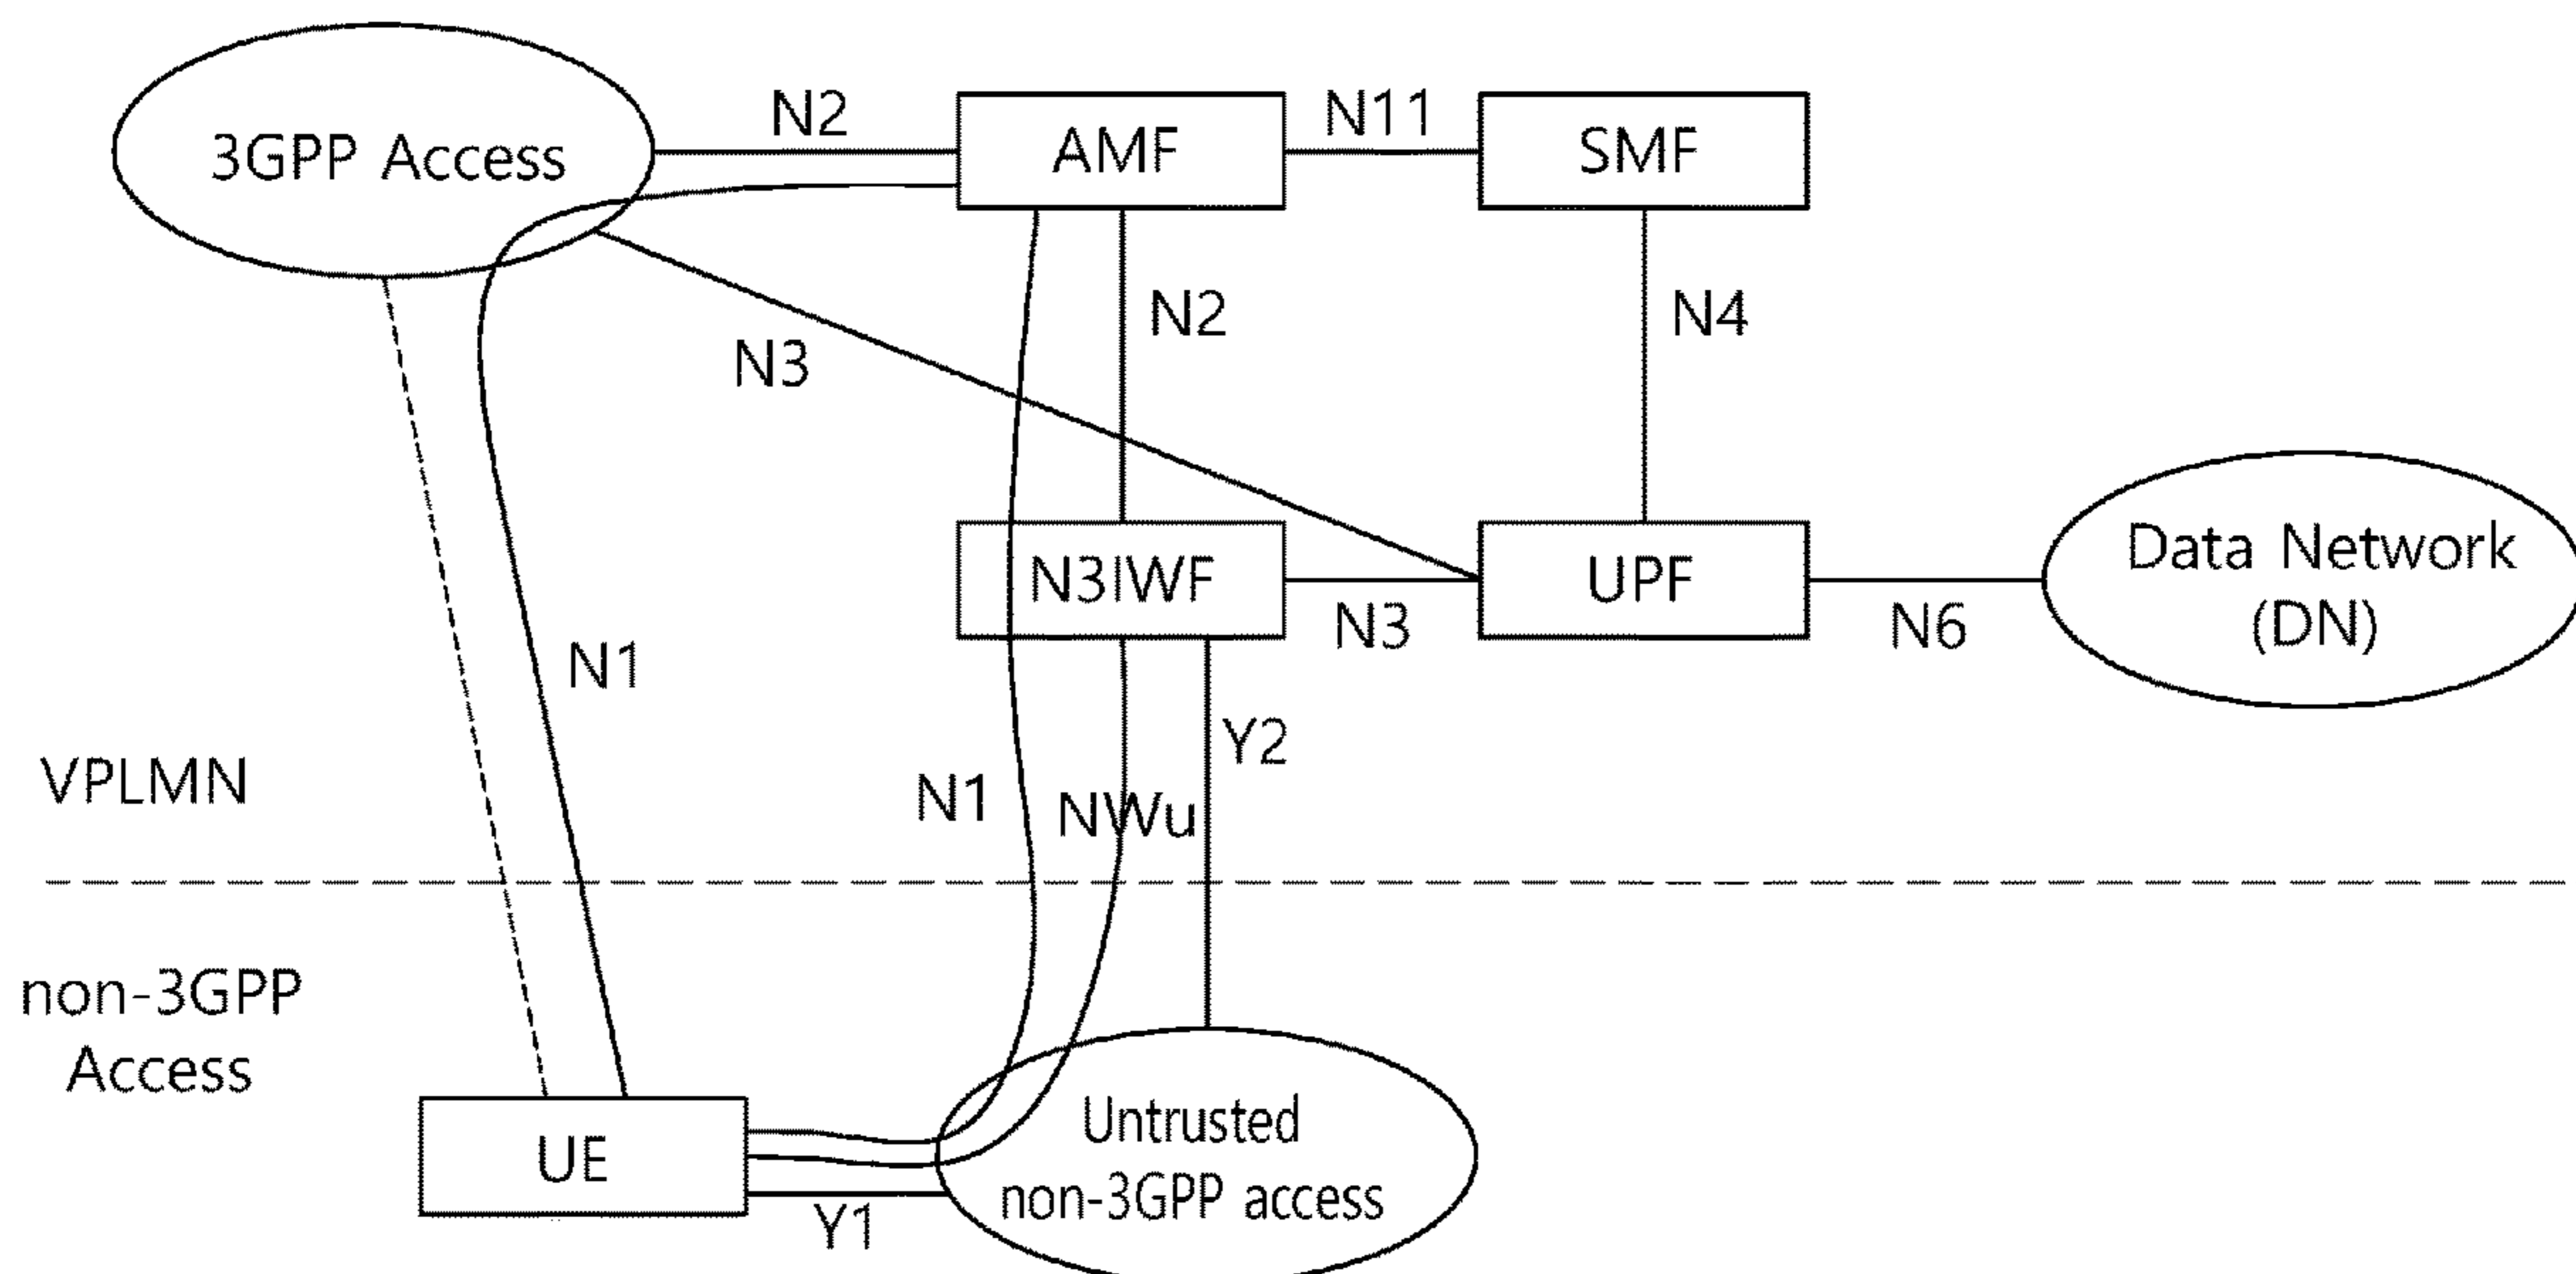 3GPP Access
N2
AMF
N11
SMF
N3
N2
N4
N3IWF
N3
UPF
N6
Data Network
(DN)
N1
Y2
VPLMN
N1
NWu
non-3GPP
Access
UE
Y1
Untrusted
non-3GPP access